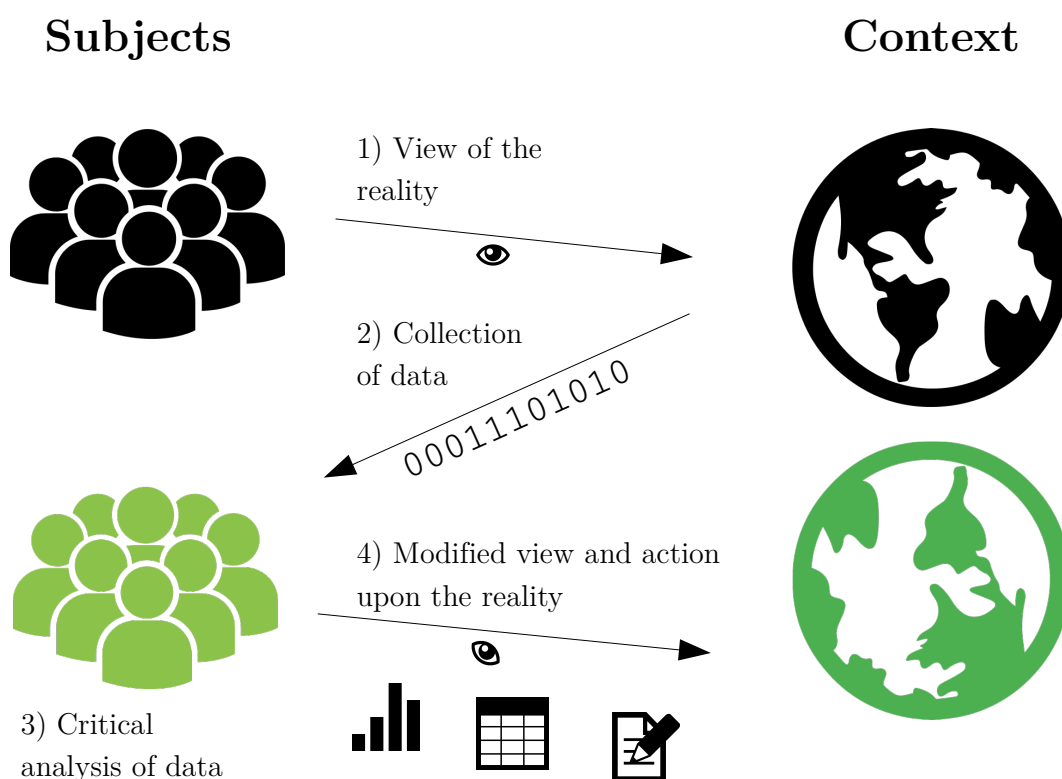 Subjects
Context
1) View of the
reality
2) Collection
of data
00011101010
4) Modified view and action
upon the reality
3) Critical
analysis of data